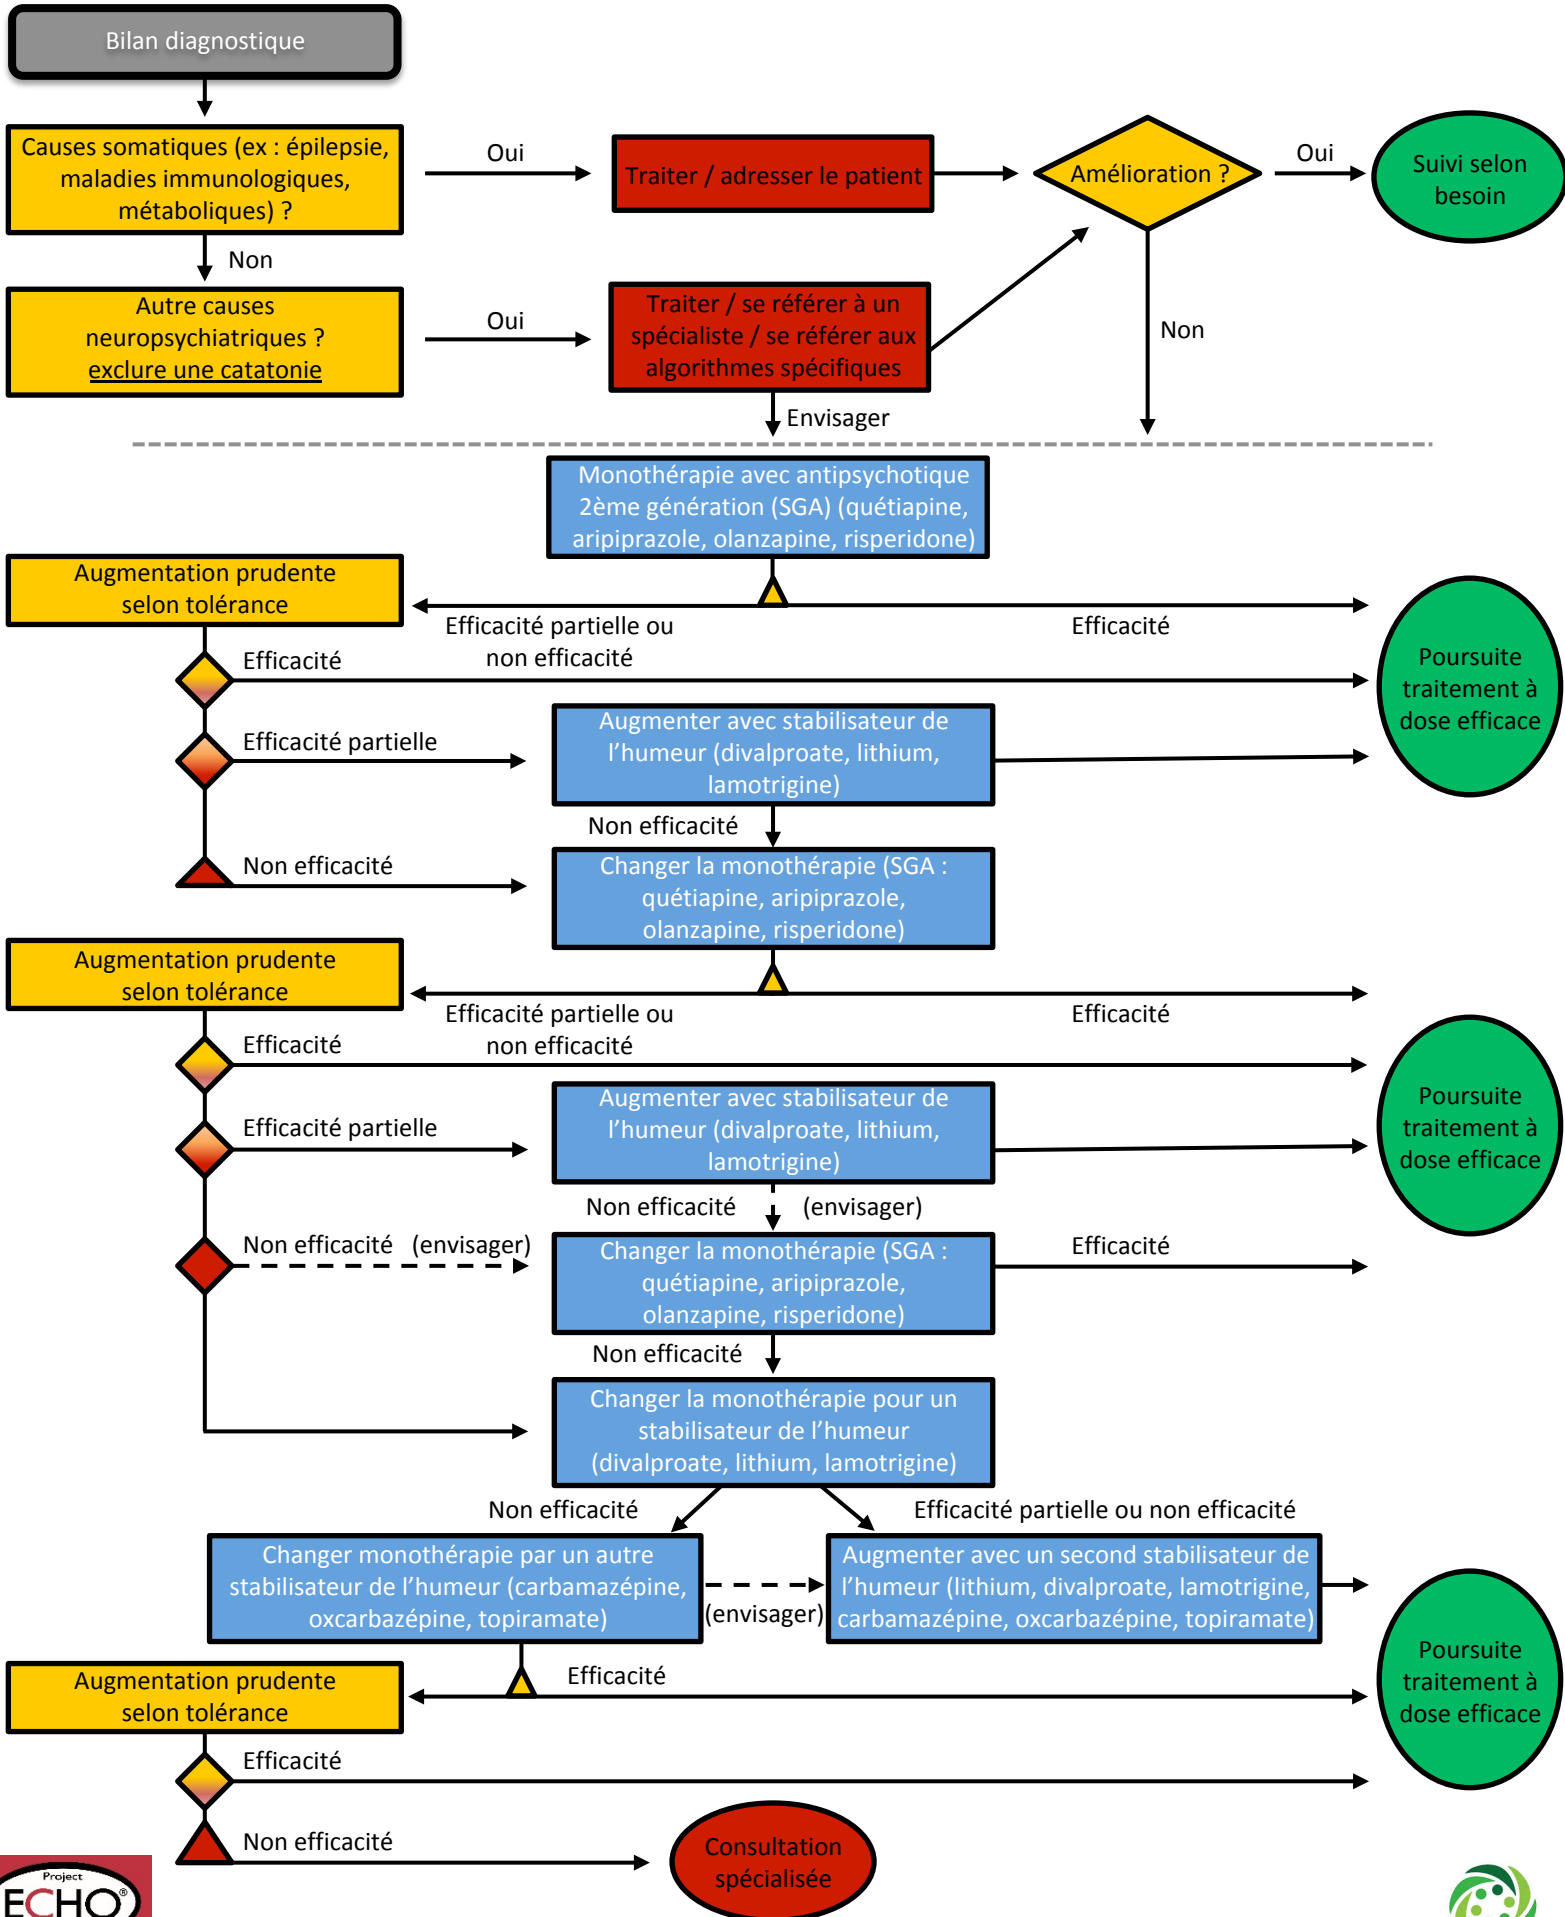 Bilan diagnostique
Causes somatiques (ex : épilepsie,
maladies immunologiques,
métaboliques) ?
Oui
Traiter / adresser le patient
Amélioration ?
Oui
Suivi selon
besoin
Non
Autre causes
neuropsychiatriques ?
exclure une catatonie
Oui
Traiter / se référer à un
spécialiste / se référer aux
algorithmes spécifiques
Non
Envisager
Monothérapie avec antipsychotique
2ème génération (SGA) (quétiapine,
aripiprazole, olanzapine, risperidone)
Augmentation prudente
selon tolérance
Efficacité partielle ou
non efficacité
Efficacité
Efficacité
Poursuite
traitement à
dose efficace
Efficacité partielle
Augmenter avec stabilisateur de
l'humeur (divalproate, lithium,
lamotrigine)
Non efficacité
Non efficacité
Changer la monothérapie (SGA :
quétiapine, aripiprazole,
olanzapine, risperidone)
Augmentation prudente
selon tolérance
Efficacité partielle ou
non efficacité
Efficacité
Efficacité
Poursuite
traitement à
dose efficace
Efficacité partielle
Augmenter avec stabilisateur de
l'humeur (divalproate, lithium,
lamotrigine)
Non efficacité (envisager)
Non efficacité (envisager)
Changer la monothérapie (SGA :
quétiapine, aripiprazole,
olanzapine, risperidone)
Efficacité
Non efficacité
Changer la monothérapie pour un
stabilisateur de l'humeur
(divalproate, lithium, lamotrigine)
Non efficacité
Efficacité partielle ou non efficacité
Changer monothérapie par un autre
stabilisateur de l'humeur (carbamazépine,
oxcarbazépine, topiramate)
(envisager)
Augmenter avec un second stabilisateur de
l'humeur (lithium, divalproate, lamotrigine,
carbamazépine, oxcarbazépine, topiramate)
Poursuite
traitement à
dose efficace
Augmentation prudente
selon tolérance
Efficacité
Efficacité
Non efficacité
Consultation
spécialisée
Project
ECHO®